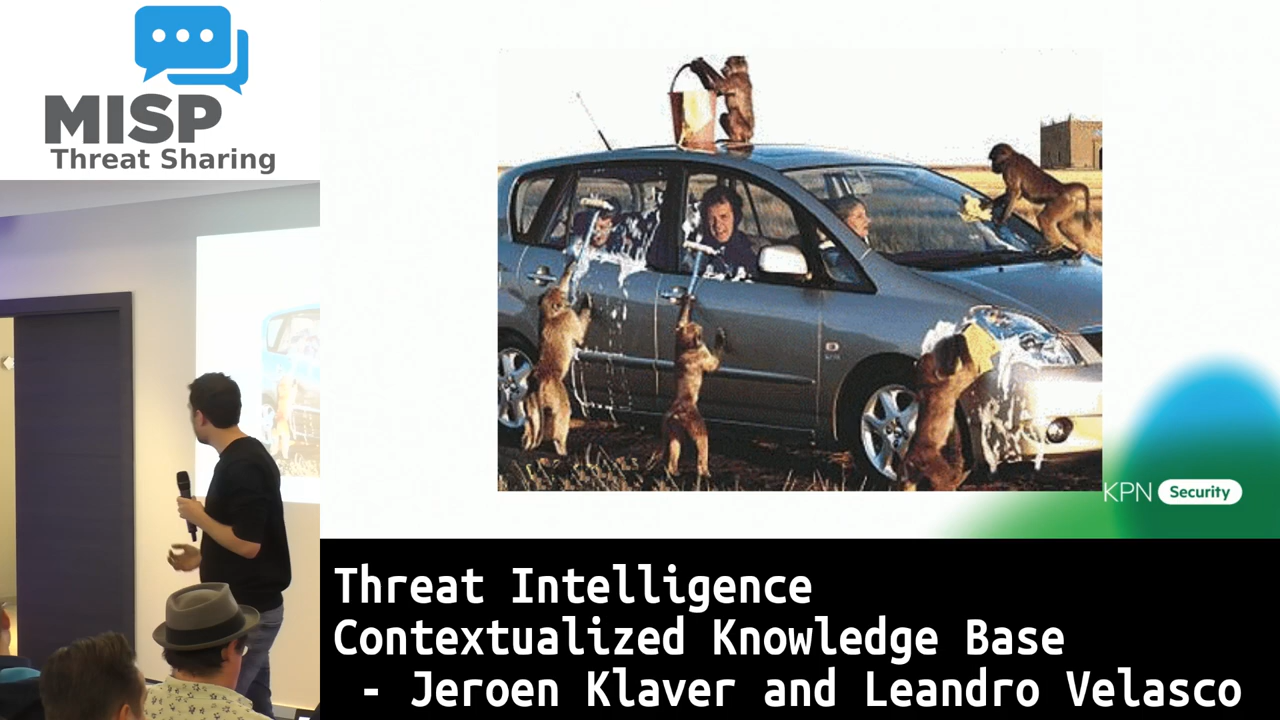 MISP
Threat Sharing
KPN Security
Threat Intelligence
Contextualized Knowledge Base
- Jeroen Klaver and Leandro Velasco